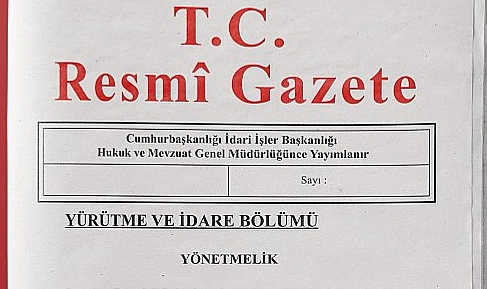 T.C.
Resmî Gazete
Cumhurbaşkanlığı İdari İşler Başkanlığı
Hukuk ve Mevzuat Genel Müdürlüğünce Yayımlanır
Sayı :
YÜRÜTME VE İDARE BÖLÜMÜ
YÖNETMELİK